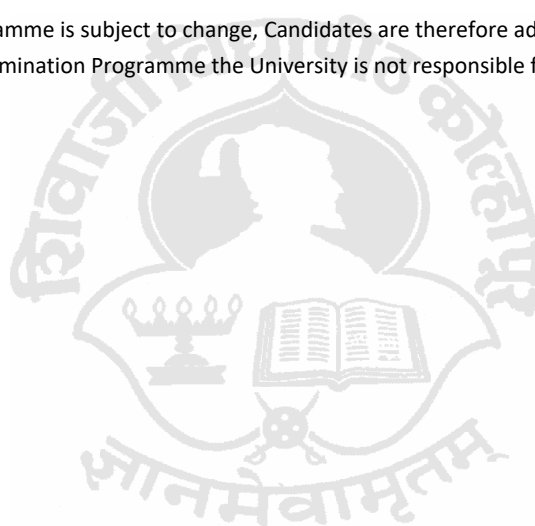 amme is subject to change, Candidates are therefore ad
mination Programme the University is not responsible f
शिवाजी विद्यापीठ कोल्हापूर
ज्ञानमेवामृतम्